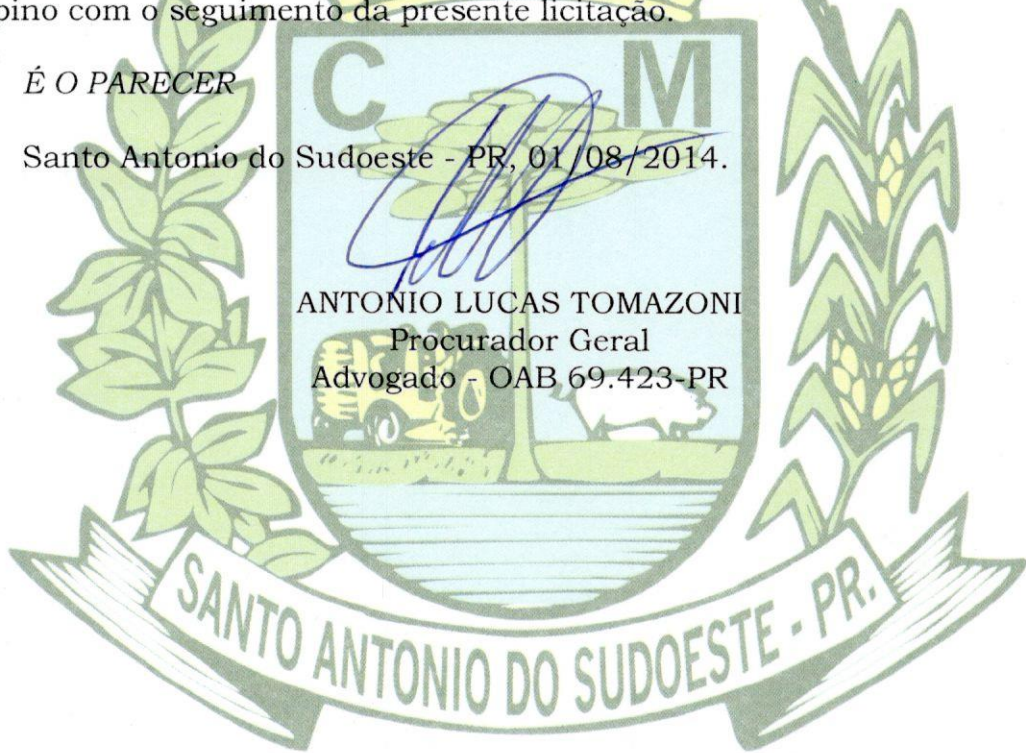 pino com o seguimento da presente licitação.
É O PARECER
Santo Antonio do Sudoeste - PR, 01/08/2014.
C M
ANTONIO LUCAS TOMAZONI
Procurador Geral
Advogado - OAB 69.423-PR
SANTO ANTONIO DO SUDOESTE - PR.